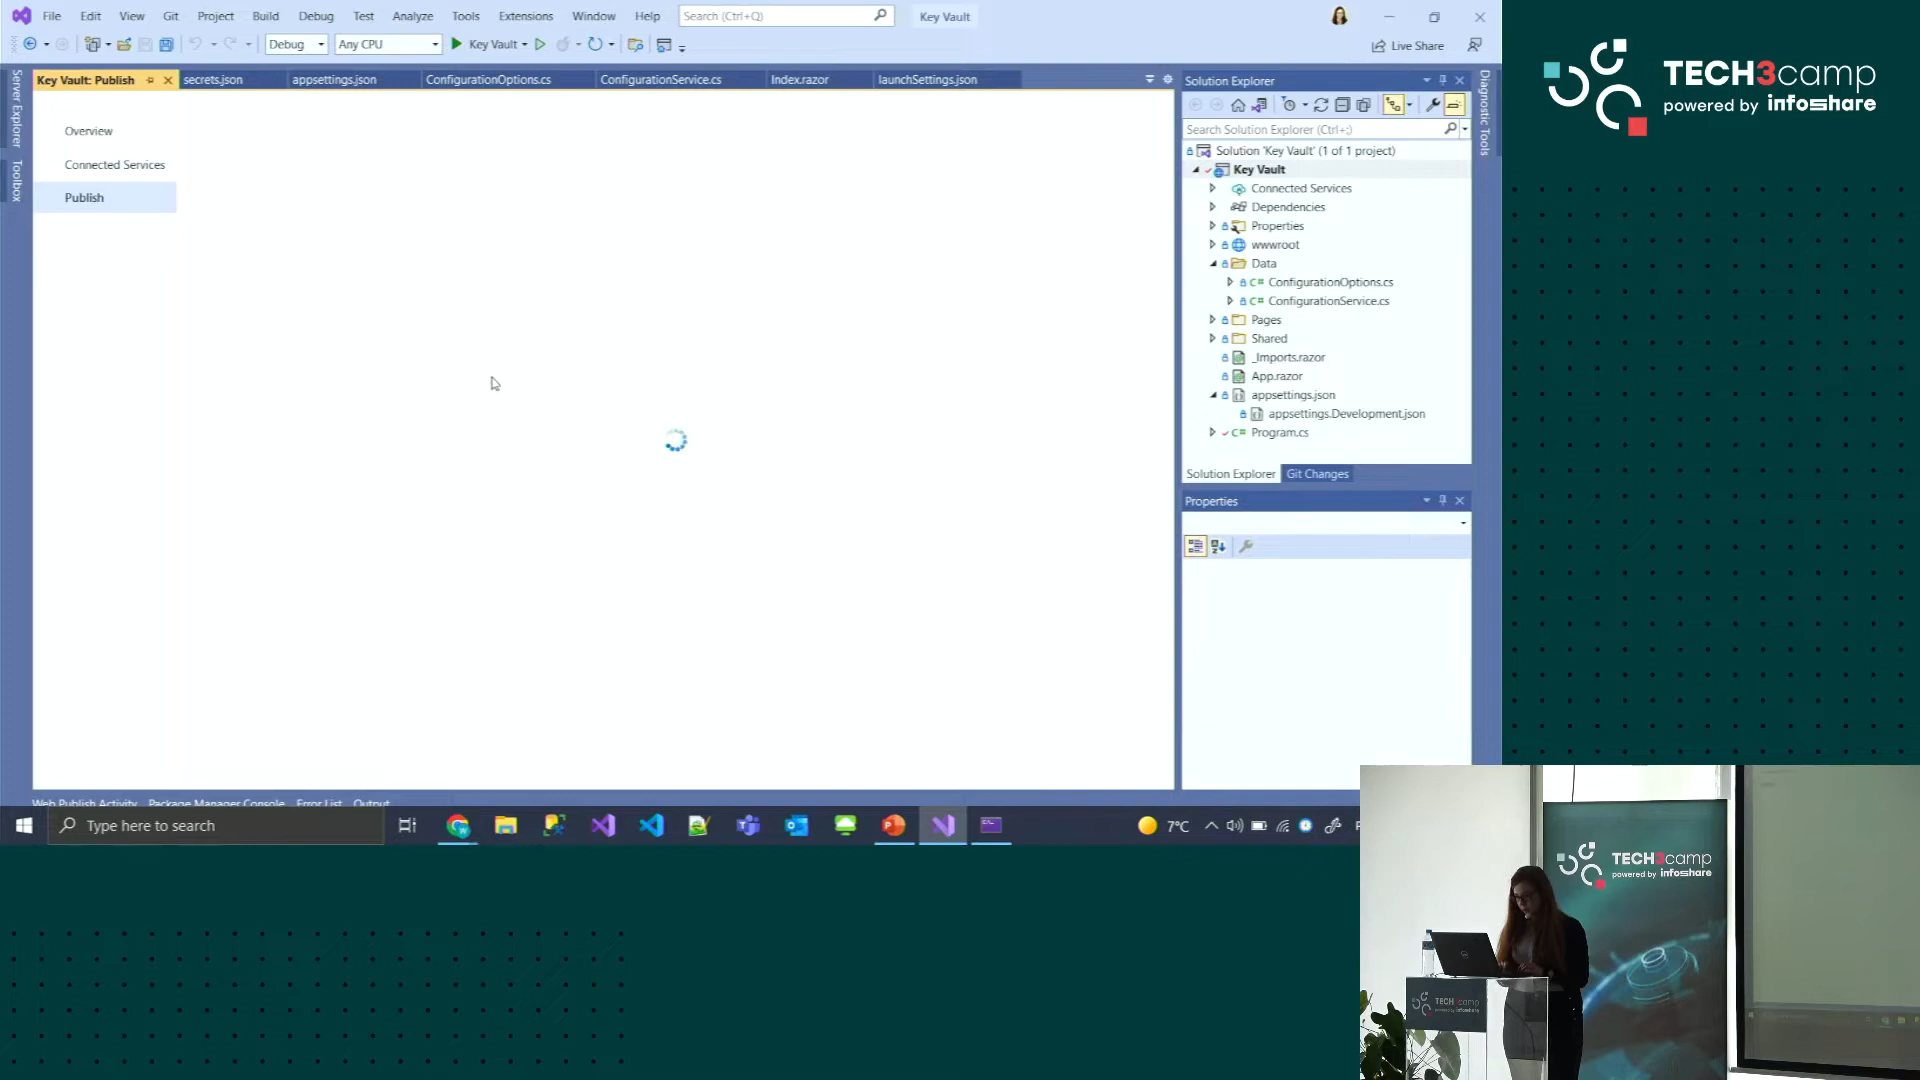 File Edit View Git Project Build Debug Test Analyze Tools Extensions Window Help Search (Ctrl+Q) Key Vault
Debug Any CPU Key Vault Live Share
Server Explorer
Toolbox
Key Vault: Publish secrets.json appsettings.json ConfigurationOptions.cs ConfigurationService.cs Index.razor launchSettings.json
Overview
Connected Services
Publish
Solution Explorer
Search Solution Explorer (Ctrl+;)
Solution 'Key Vault' (1 of 1 project)
Key Vault
Connected Services
Dependencies
Properties
wwwroot
Data
C# ConfigurationOptions.cs
C# ConfigurationService.cs
Pages
Shared
_Imports.razor
App.razor
appsettings.json
appsettings.Development.json
C# Program.cs
Solution Explorer Git Changes
Properties
Diagnostic Tools
Web Publish Activity Package Manager Console Error List Output
Type here to search
7°C
TECH3camp
powered by infoshare
TECH3camp
powered by infoshare
TECH3camp
powered by infoshare